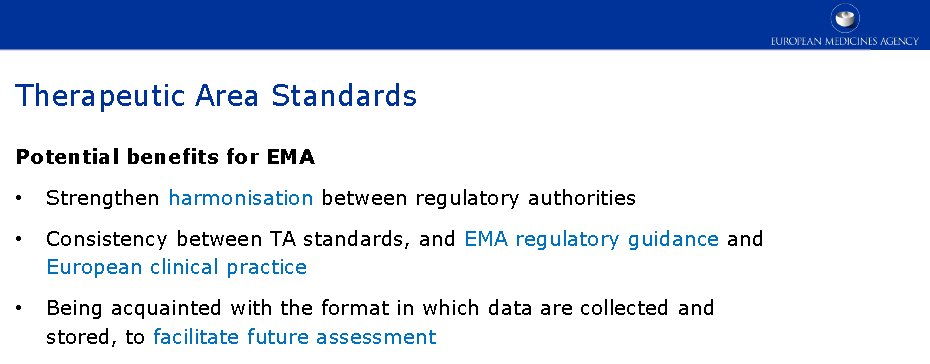 EUROPEAN MEDICINES AGENCY
Therapeutic Area Standards
Potential benefits for EMA
• Strengthen harmonisation between regulatory authorities
• Consistency between TA standards, and EMA regulatory guidance and
European clinical practice
• Being acquainted with the format in which data are collected and
stored, to facilitate future assessment